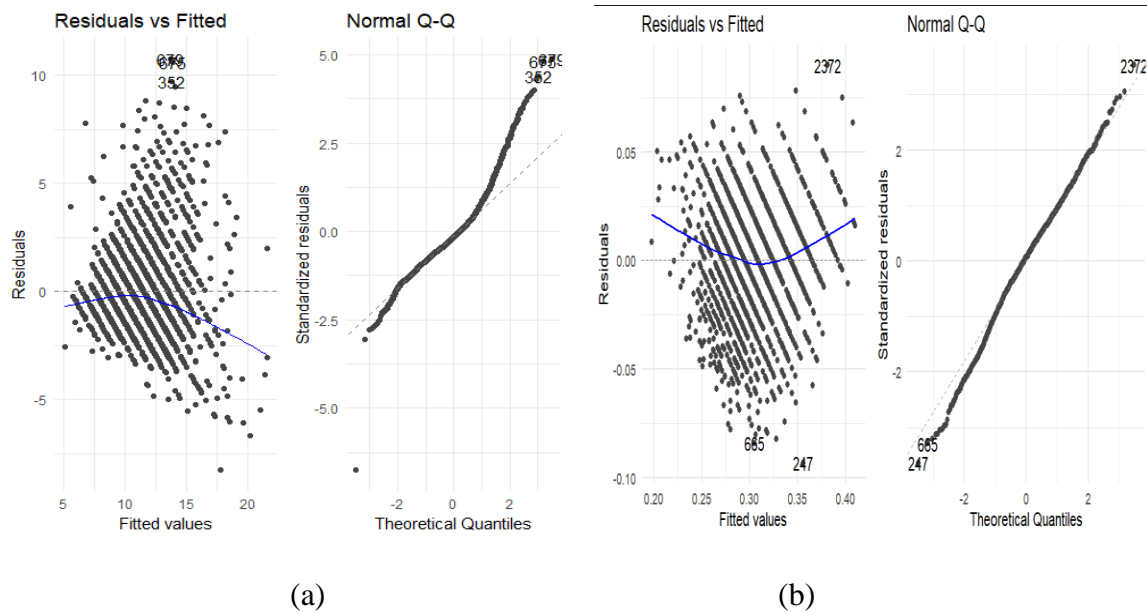 Residuals vs Fitted
Normal Q-Q
Residuals
10
5
0
-5
5
10
15
20
Fitted values
352
Standardized residuals
5.0
2.5
0.0
-2.5
-5.0
-2
0
2
Theoretical Quantiles
(a)
Residuals vs Fitted
Normal Q-Q
Residuals
0.05
0.00
-0.05
-0.10
0.20
0.25
0.30
0.35
0.40
Fitted values
2372
665
247
Standardized residuals
2
0
-2
-2
0
2
Theoretical Quantiles
2372
665
247
(b)